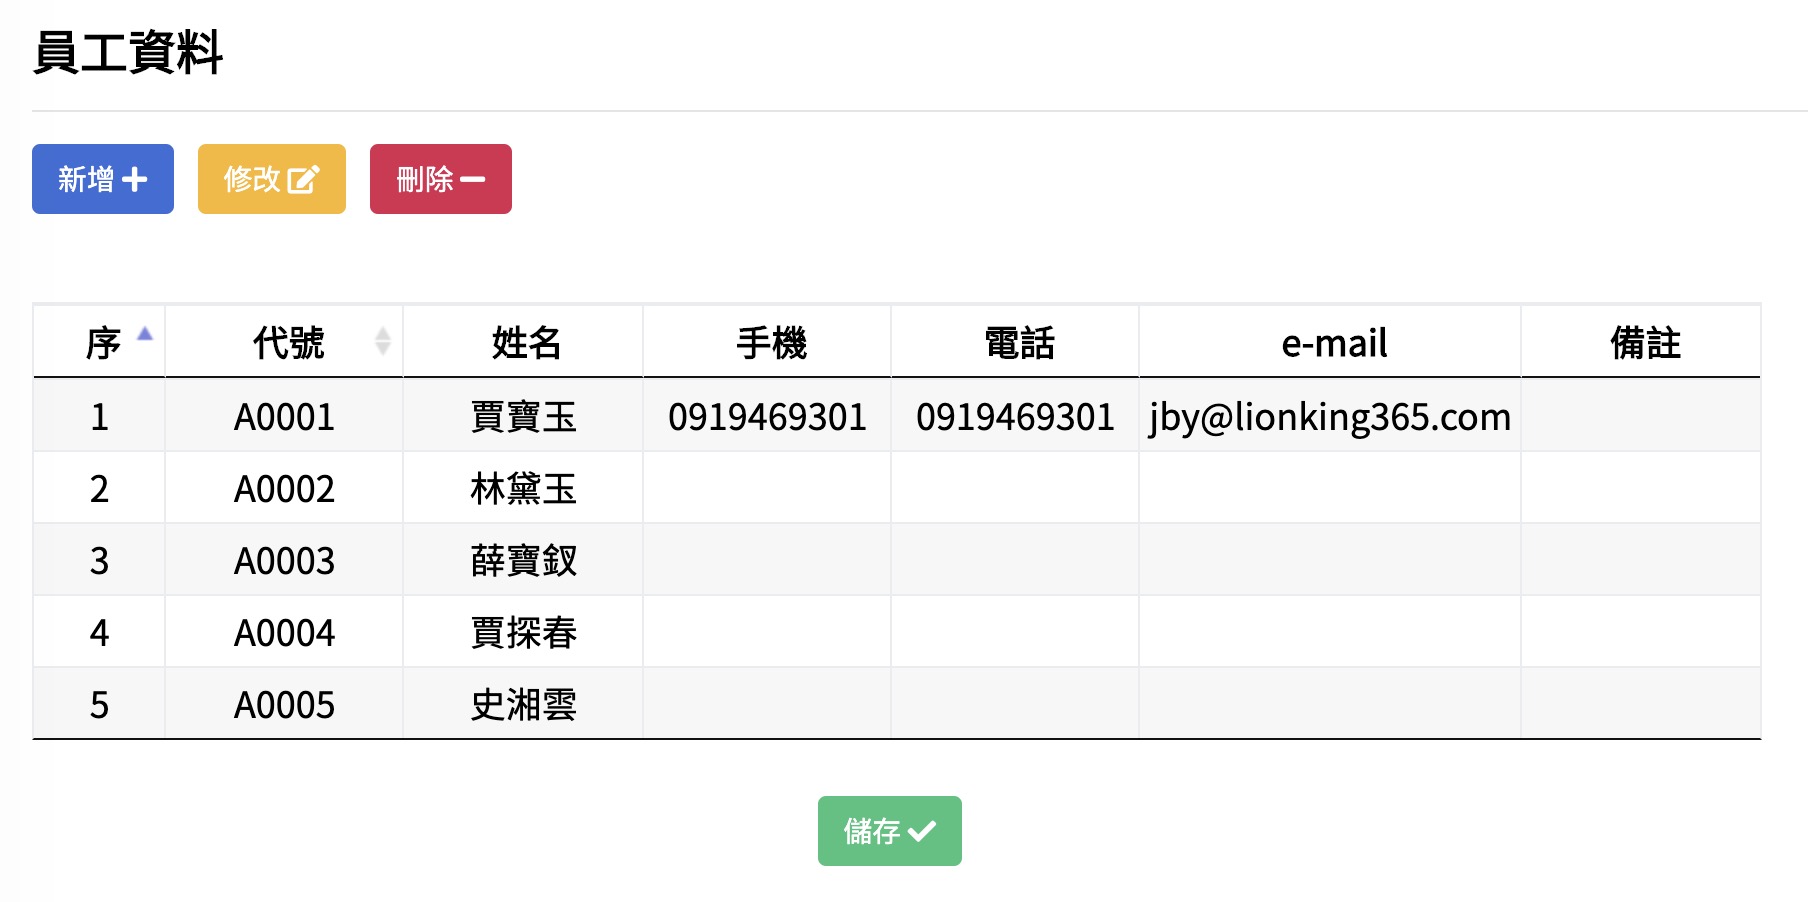 員工資料
新增 修改 刪除
序 代號 姓名 手機 電話 e-mail 備註
1 A0001 賈寶玉 0919469301 0919469301 jby@lionking365.com
2 A0002 林黛玉
3 A0003 薛寶釵
4 A0004 賈探春
5 A0005 史湘雲
儲存